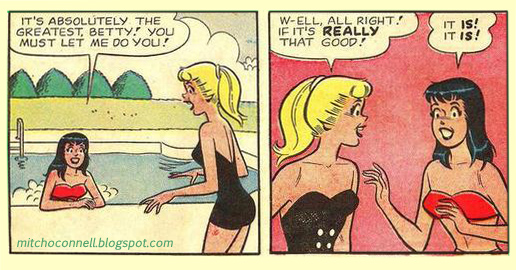 IT'S ABSOLUTELY THE
GREATEST, BETTY! YOU
MUST LET ME DO YOU!
W-ELL, ALL RIGHT!
IF IT'S REALLY
THAT GOOD!
IT IS!
IT IS!
mitchoconnell.blogspot.com